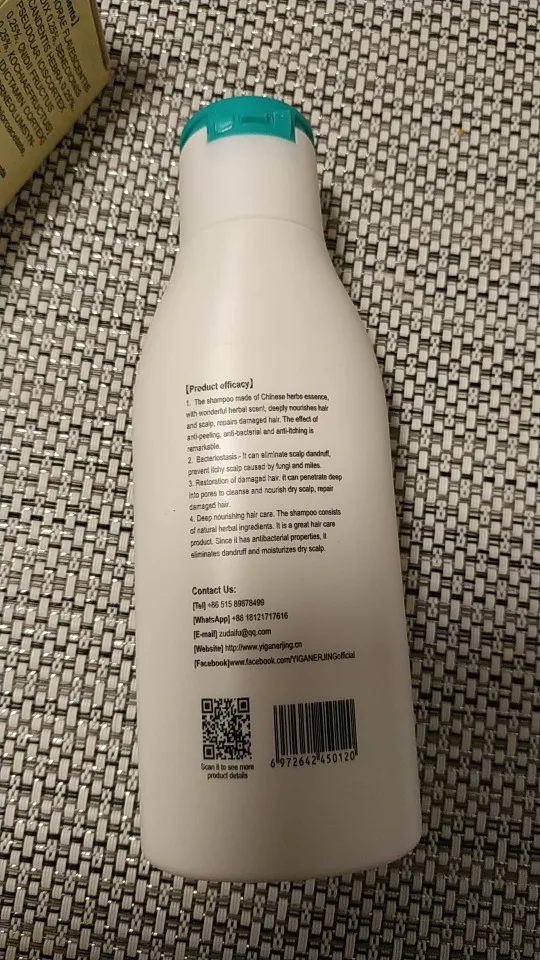 0.25%
CANDENTIS HERBA 0.25%,
[Product efficacy]
1. The shampoo made of Chinese herbs essence,
with wonderful herbal scent, deeply nourishes hair
and scalp, repairs damaged hair. The effect of
anti-peeling, anti-bacterial and anti-itching is
remarkable.
2. Bacteriostasis - It can eliminate scalp dandruff,
prevent itchy scalp caused by fungi and mites.
3. Restoration of damaged hair. It can penetrate deep
into pores to cleanse and nourish dry scalp, repair
damaged hair.
4. Deep nourishing hair care. The shampoo consists
of natural herbal ingredients. It is a great hair care
product. Since it has antibacterial properties, it
eliminates dandruff and moisturizes dry scalp.
Contact Us:
[Tel] +86 515 89878499
[WhatsApp] +86 18121717616
[E-mail] zudaifu@qq.com
[Website] http://www.yiganerjing.cn
[Facebook]www.facebook.com/YIGANERJINGofficial
Scan it to see more
product details
6 972642 450120